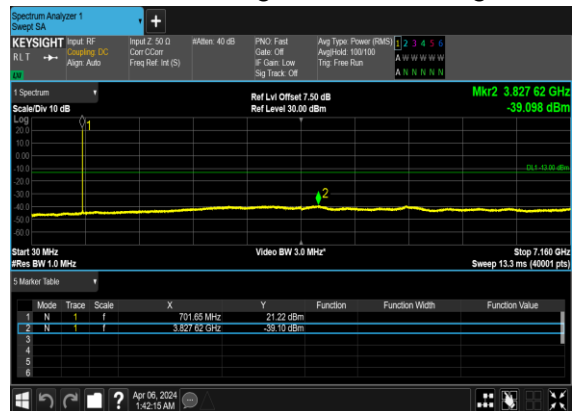 Spectrum Analyzer 1
Swept SA
+
KEYSIGHT Input: RF Input Z: 50 Ω #Atten: 40 dB PNO: Fast Avg Type: Power (RMS) 1 2 3 4 5 6
RLT Coupling: DC Corr CCorr Gate: Off Avg|Hold: 100/100 A W W W W W
Align: Auto Freq Ref: Int (S) IF Gain: Low Trig: Free Run
Sig Track: Off A N N N N N
1 Spectrum Ref Lvl Offset 7.50 dB Mkr2 3.827 62 GHz
Scale/Div 10 dB Ref Level 30.00 dBm -39.098 dBm
Log
20.0 1
10.0
0.00
-10.0 DL1 -13.00 dBm
-20.0
-30.0 2
-40.0
-50.0
-60.0
Start 30 MHz Video BW 3.0 MHz* Stop 7.160 GHz
#Res BW 1.0 MHz Sweep 13.3 ms (40001 pts)
5 Marker Table
Mode Trace Scale X Y Function Function Width Function Value
1 N 1 f 701.65 MHz 21.22 dBm
2 N 1 f 3.827 62 GHz -39.10 dBm
3
4
5
6
? Apr 06, 2024
1:42:15 AM